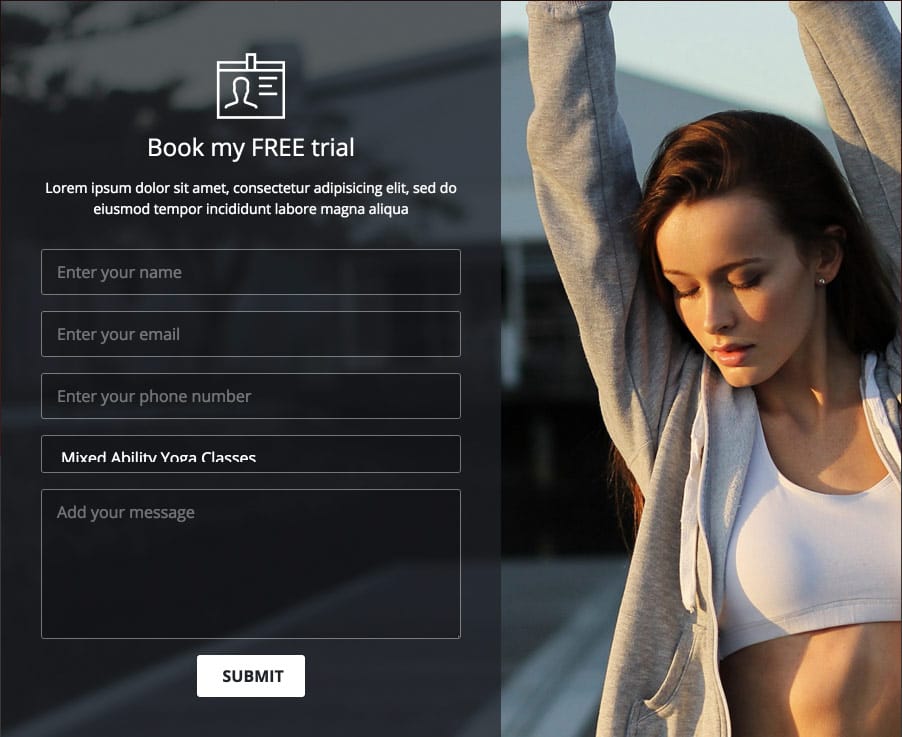 Book my FREE trial
Lorem ipsum dolor sit amet, consectetur adipisicing elit, sed do
eiusmod tempor incididunt labore magna aliqua
Enter your name
Enter your email
Enter your phone number
Mixed Ability Yoga Classes
Add your message
SUBMIT